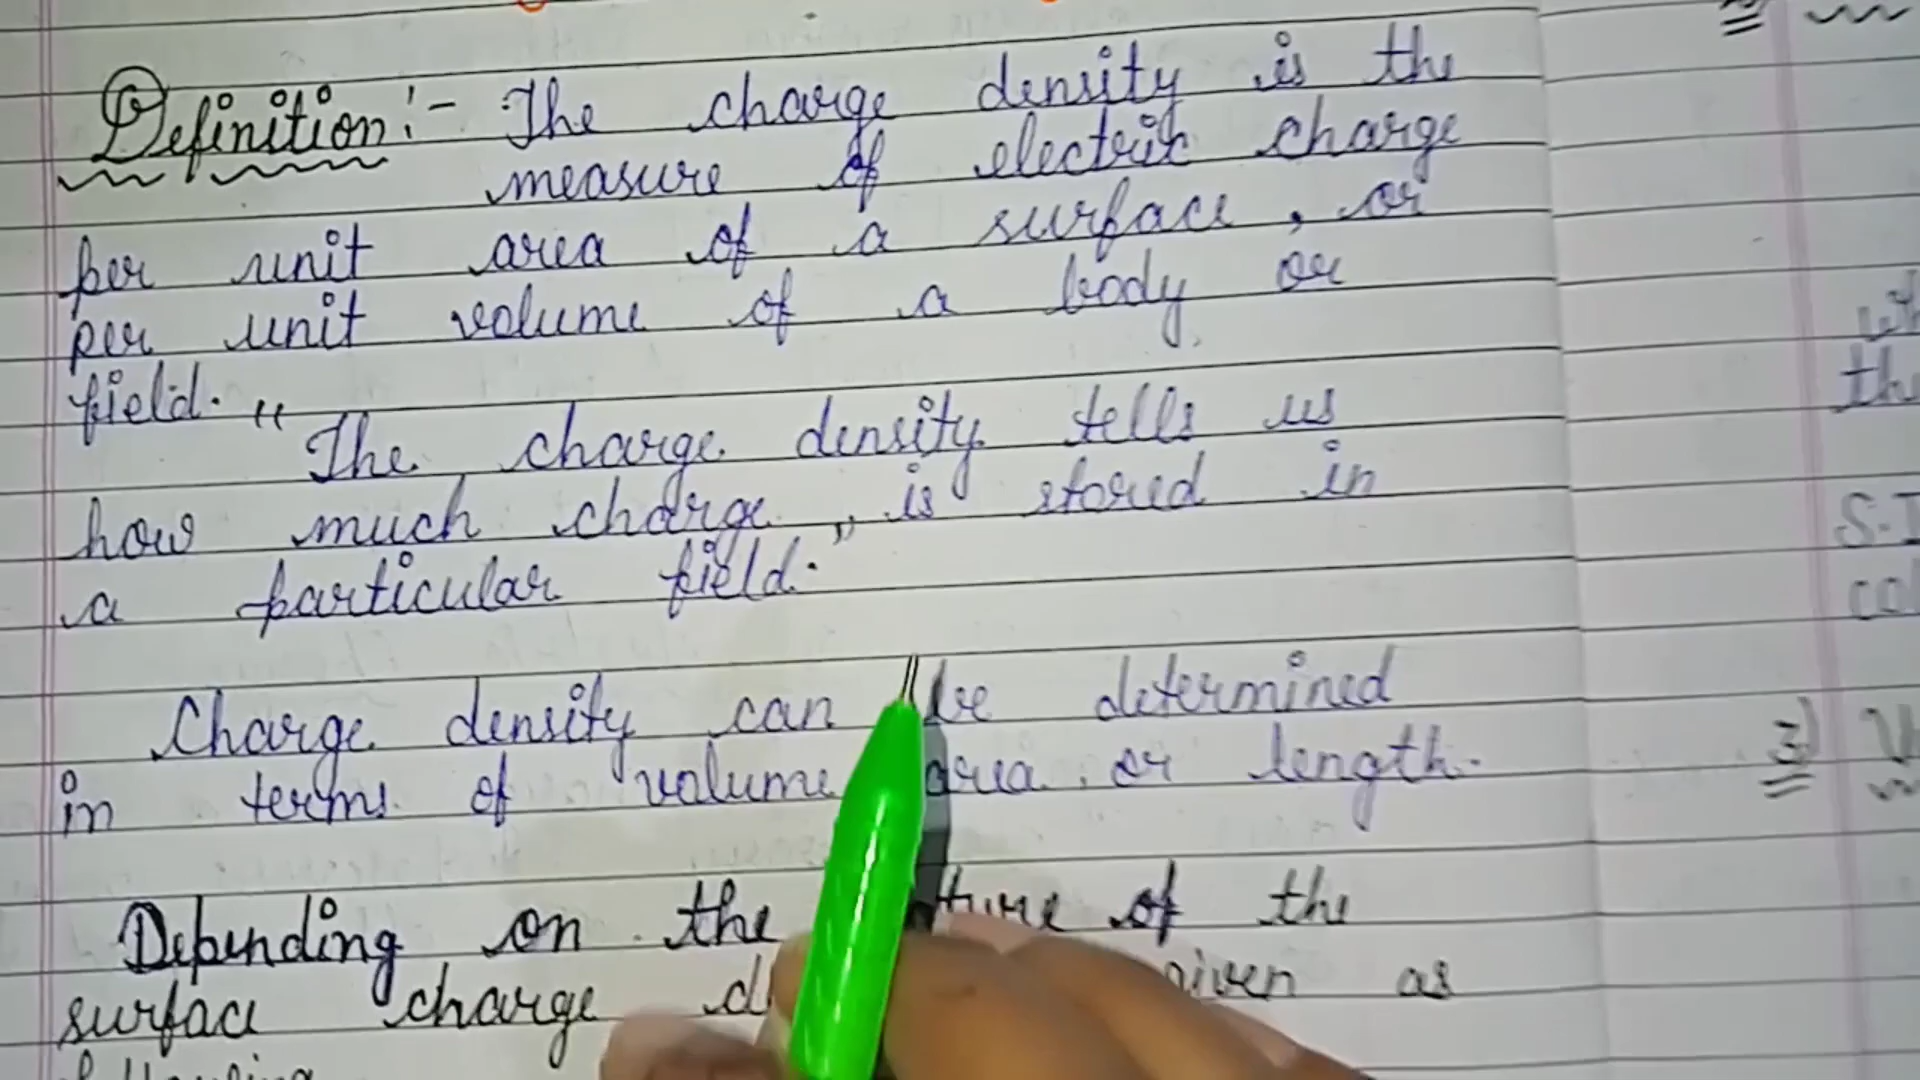 Definition :- The charge density is the
measure of electric charge
per unit area of a surface, or
per unit volume of a body or
field. "
The charge density tells us
how much charge, is stored in
a particular field."
Charge density can be determined
in terms of volume area, or length.
Depending on the of the
surface charge given as
S.I
3)